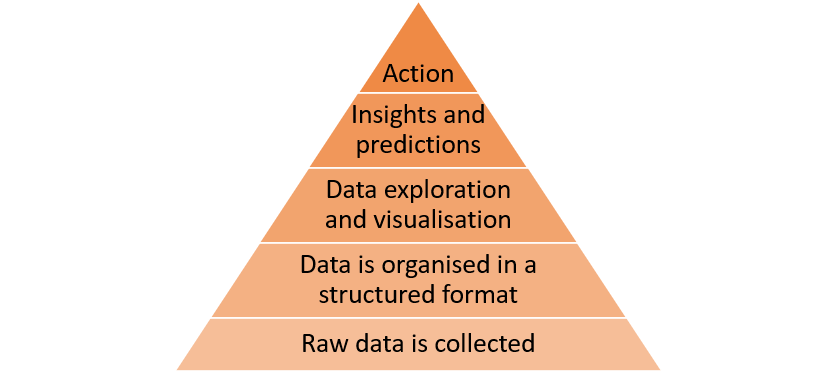 Action
Insights and
predictions
Data exploration
and visualisation
Data is organised in a
structured format
Raw data is collected